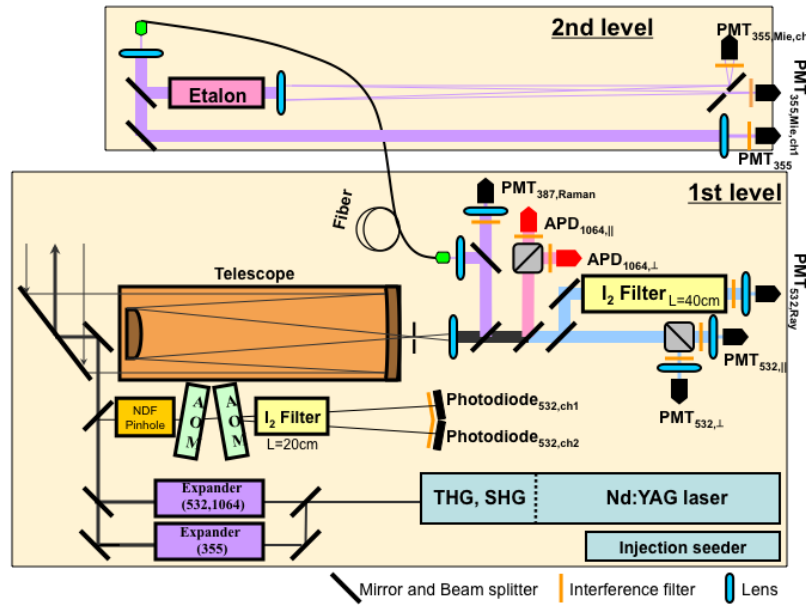 2nd level
PMT355,Mie,ch
Etalon
PMT355,Mie,ch1
PMT355
1st level
PMT387,Raman
Fiber
APD1064,||
APD1064,⊥
Telescope
I2 Filter L=40cm
PMT532,Ray
PMT532,||
PMT532,⊥
NDF
Pinhole
AOM
AOM
I2 Filter
L=20cm
Photodiode532,ch1
Photodiode532,ch2
Expander
(532,1064)
THG, SHG
Nd:YAG laser
Expander
(355)
Injection seeder
Mirror and Beam splitter
Interference filter
Lens